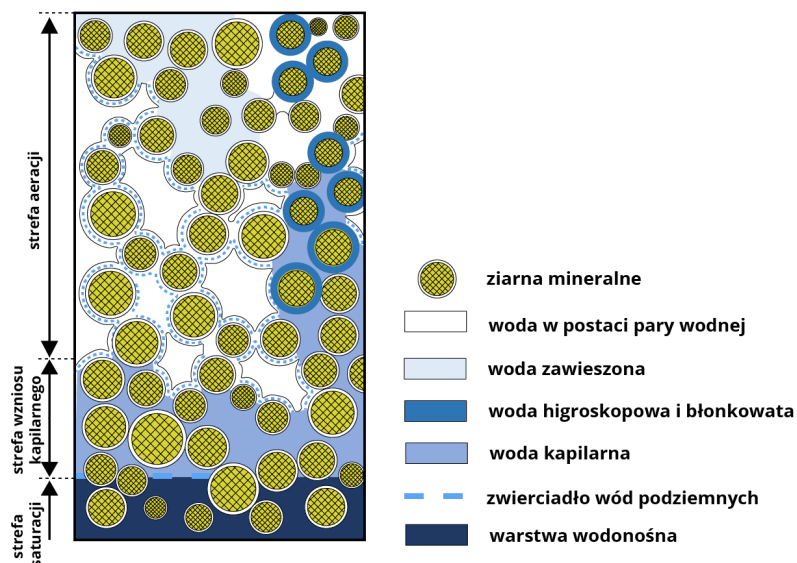 strefa aeracji
strefa wzniosu
kapilarnego
strefa
saturacji
ziarna mineralne
woda w postaci pary wodnej
woda zawieszona
woda higroskopowa i błonkowata
woda kapilarna
zwierciadło wód podziemnych
warstwa wodonośna